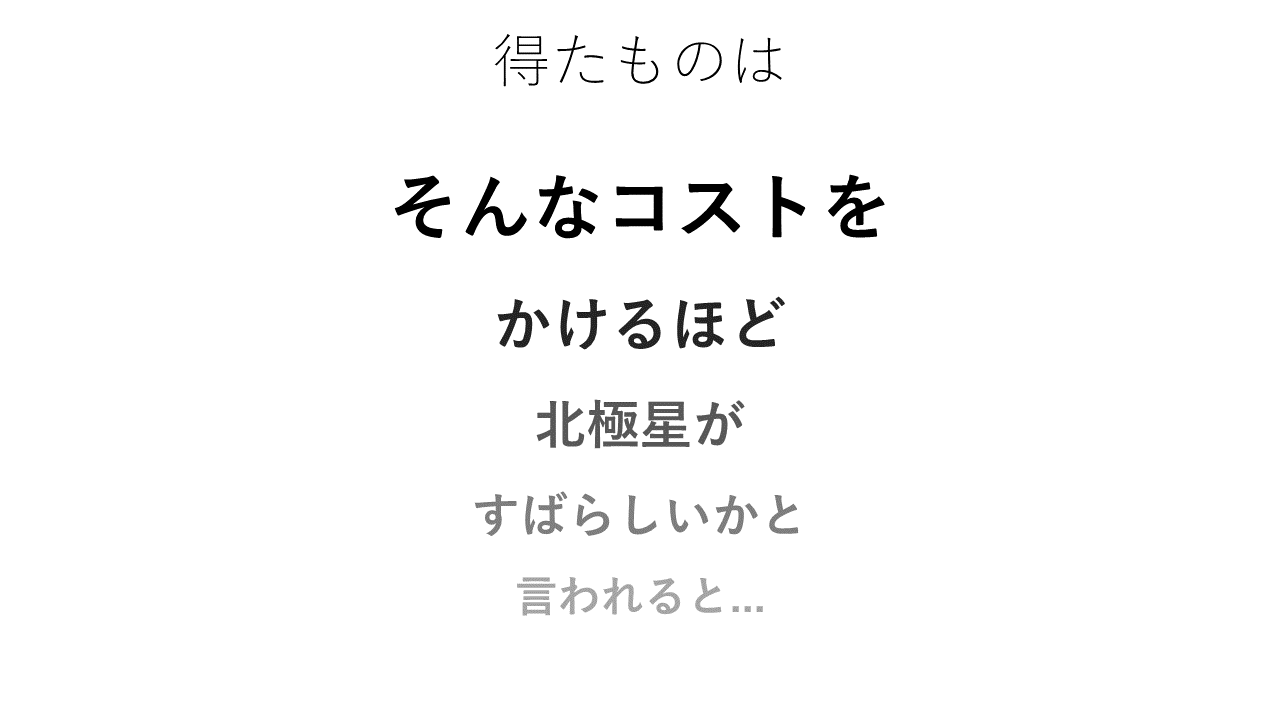 得たものは
そんなコストを
かけるほど
北極星が
すばらしいかと
言われると...